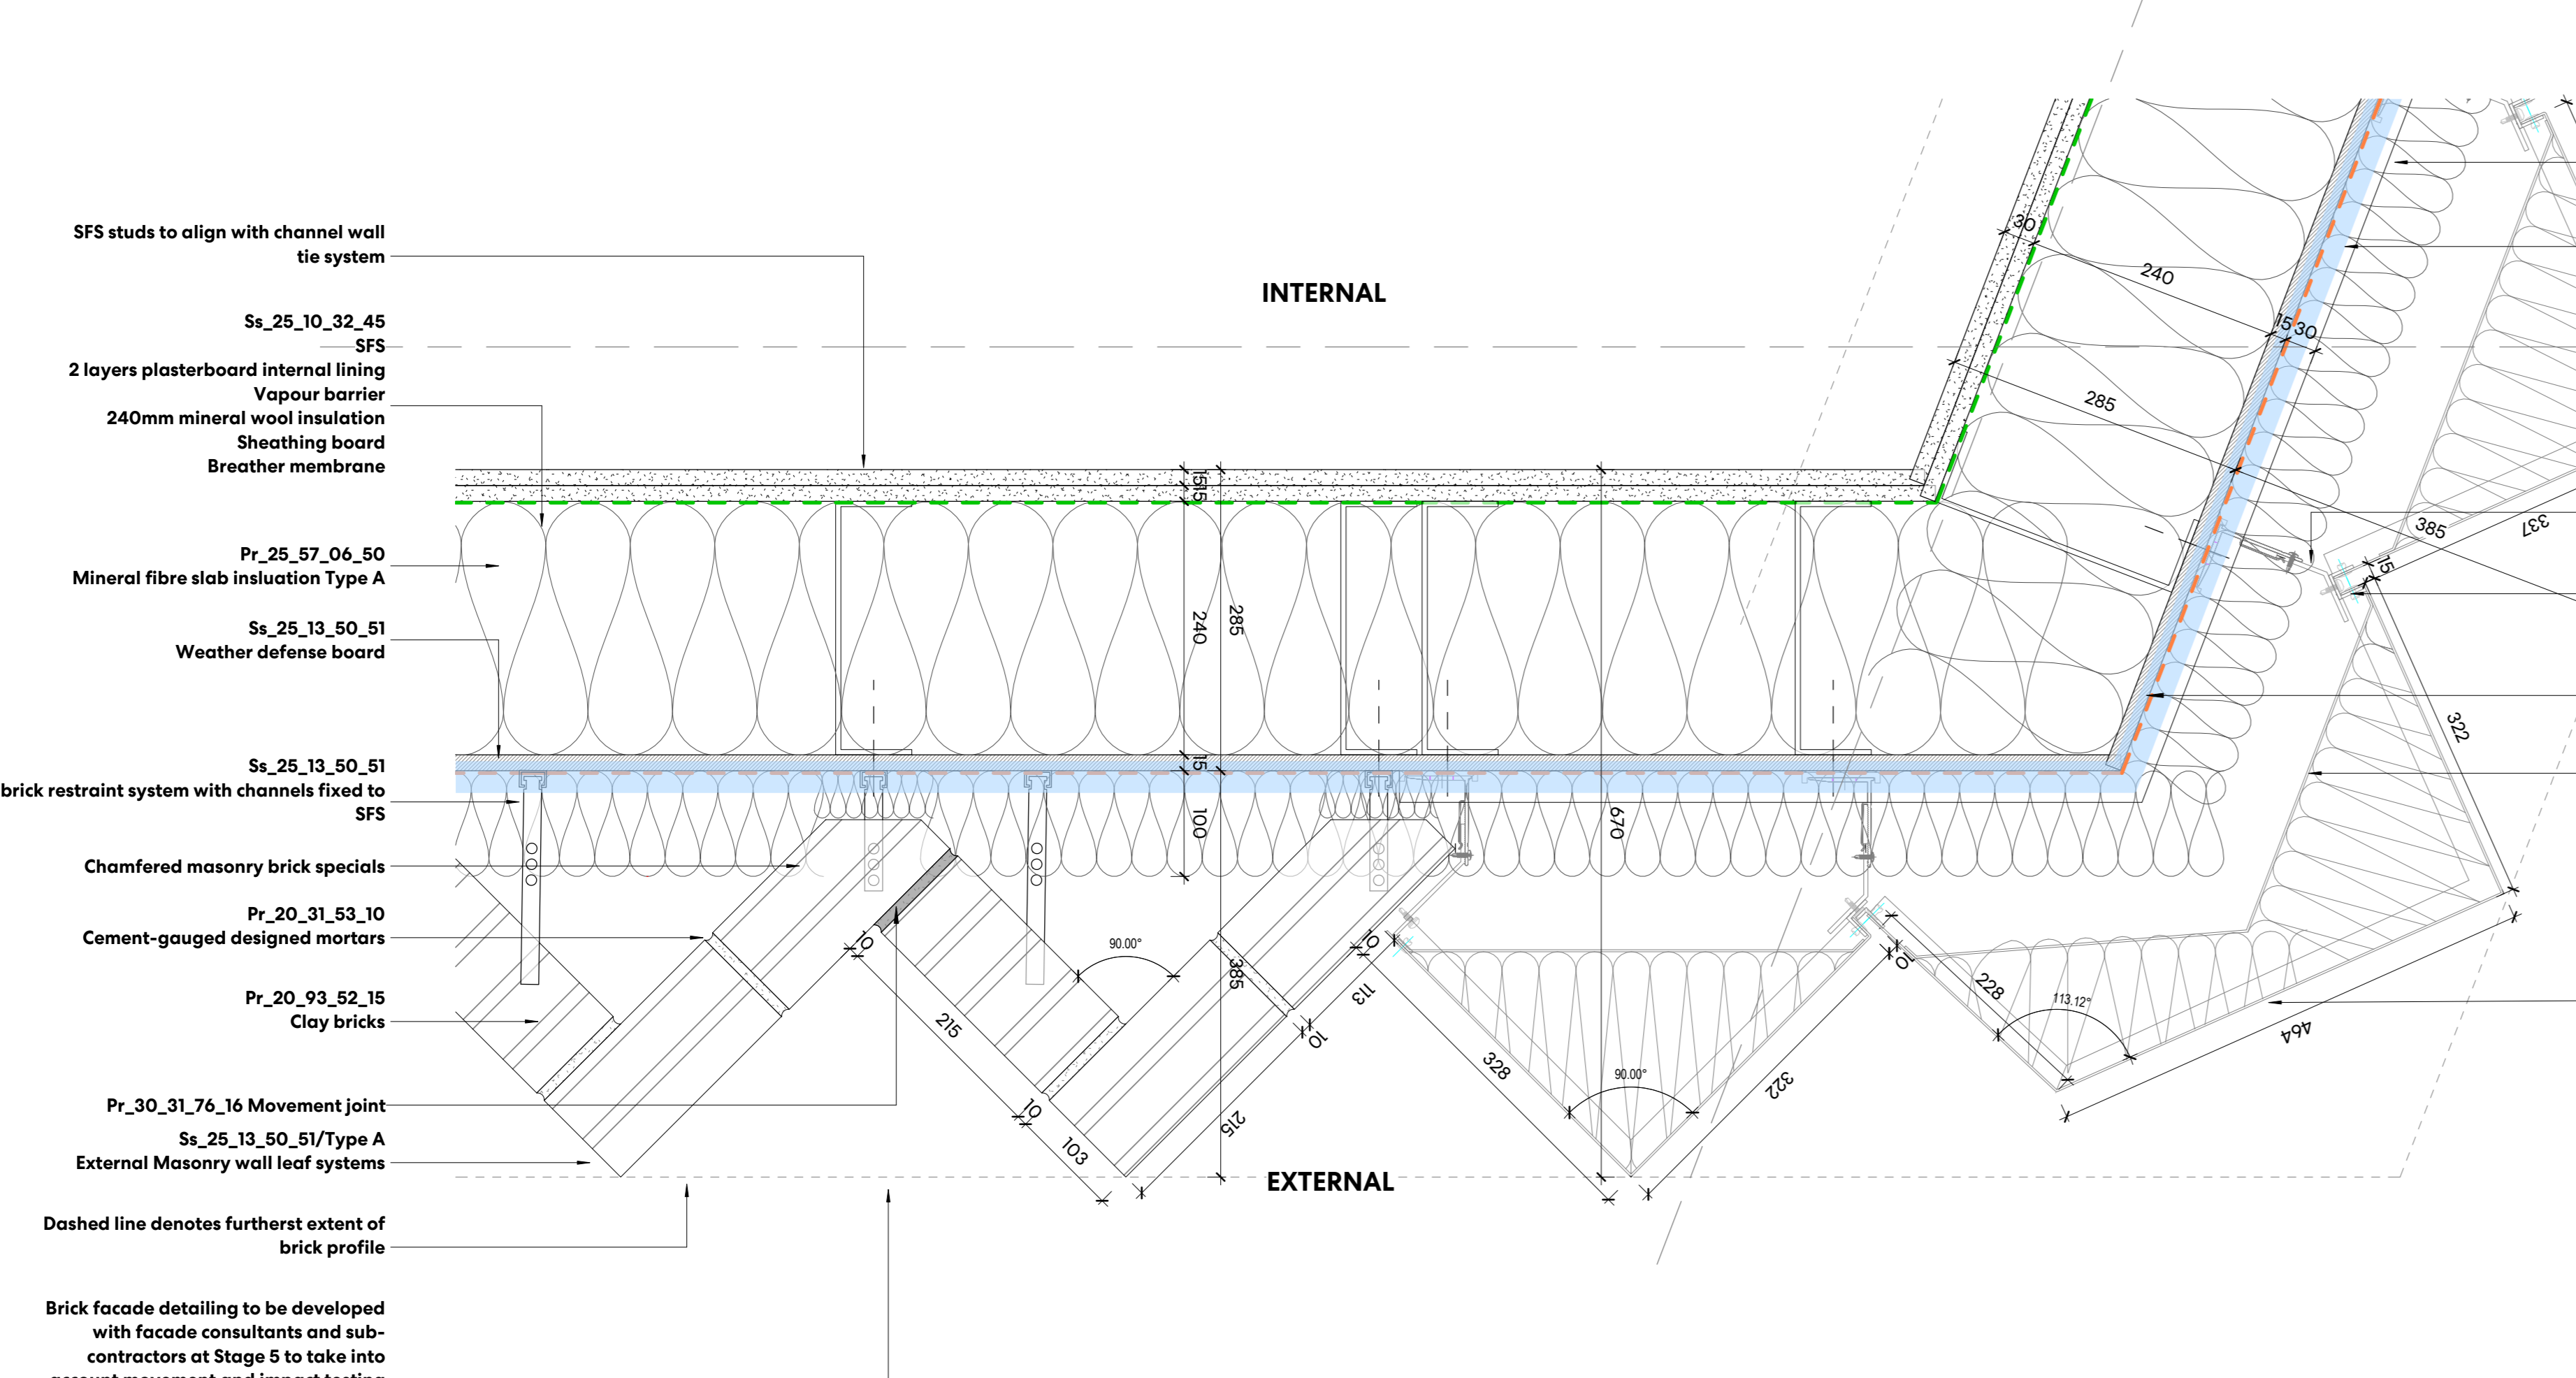 SFS studs to align with channel wall
tie system
Ss_25_10_32_45
SFS
2 layers plasterboard internal lining
Vapour barrier
240mm mineral wool insulation
Sheathing board
Breather membrane
Pr_25_57_06_50
Mineral fibre slab insluation Type A
Ss_25_13_50_51
Weather defense board
Ss_25_13_50_51
brick restraint system with channels fixed to
SFS
Chamfered masonry brick specials
Pr_20_31_53_10
Cement-gauged designed mortars
Pr_20_93_52_15
Clay bricks
Pr_30_31_76_16 Movement joint
Ss_25_13_50_51/Type A
External Masonry wall leaf systems
Dashed line denotes furtherst extent of
brick profile
Brick facade detailing to be developed
with facade consultants and sub-
contractors at Stage 5 to take into
account movement and impact testing
INTERNAL
EXTERNAL
15
15
240
285
15
100
385
670
30
240
15
30
285
385
337
15
322
10
215
10
103
90.00°
10
113
10
215
328
90.00°
322
10
228
113.12°
464